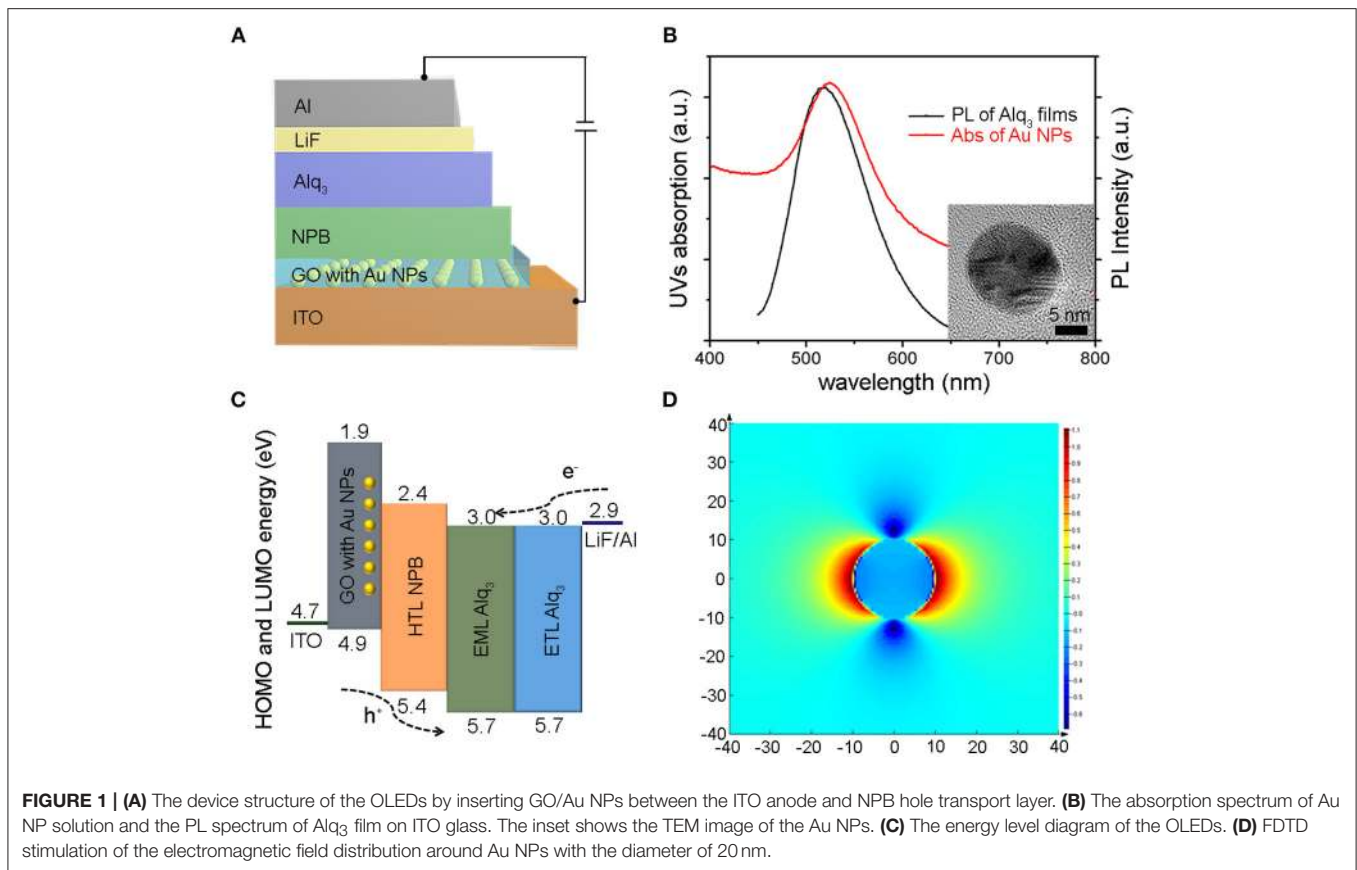 A
Al
LiF
Alq₃
NPB
GO with Au NPs
ITO
B
UVs absorption (a.u.)
PL of Alq₃ films
Abs of Au NPs
PL Intensity (a.u.)
5 nm
400 500 600 700 800
wavelength (nm)
C
HOMO and LUMO energy (eV)
1.9
GO with Au NPs
4.7
ITO
4.9
2.4
HTL NPB
5.4
h⁺
3.0
EML Alq₃
5.7
3.0
ETL Alq₃
5.7
e⁻
2.9
LiF/Al
D
40
30
20
10
0
-10
-20
-30
-40
-40 -30 -20 -10 0 10 20 30 40
FIGURE 1 | (A) The device structure of the OLEDs by inserting GO/Au NPs between the ITO anode and NPB hole transport layer. (B) The absorption spectrum of Au
NP solution and the PL spectrum of Alq₃ film on ITO glass. The inset shows the TEM image of the Au NPs. (C) The energy level diagram of the OLEDs. (D) FDTD
stimulation of the electromagnetic field distribution around Au NPs with the diameter of 20 nm.